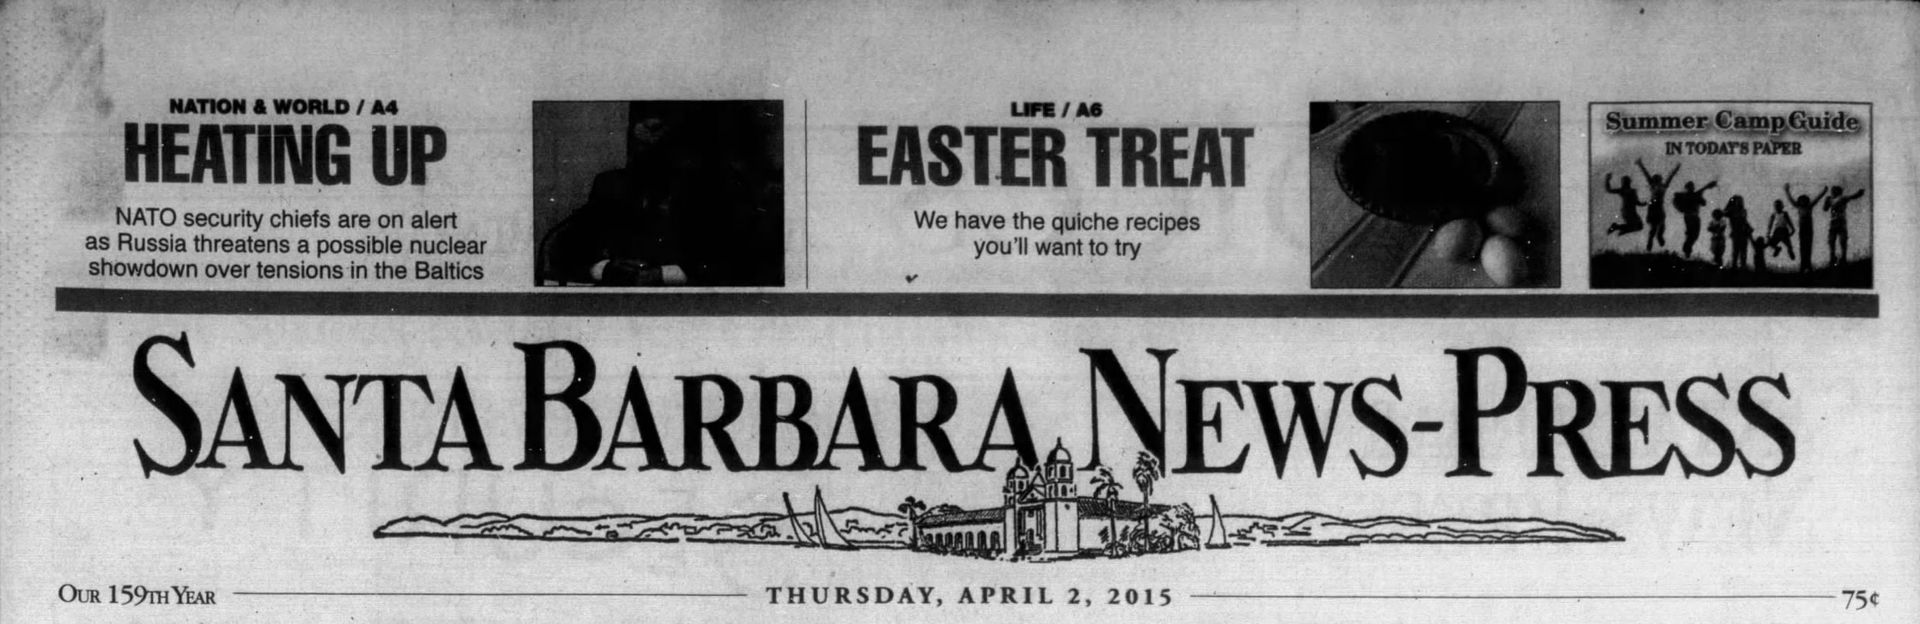 NATION & WORLD / A4
HEATING UP
NATO security chiefs are on alert
as Russia threatens a possible nuclear
showdown over tensions in the Baltics
LIFE / A6
EASTER TREAT
We have the quiche recipes
you'll want to try
Summer Camp Guide
IN TODAY'S PAPER
SANTA BARBARA NEWS-PRESS
OUR 159TH YEAR
THURSDAY, APRIL 2, 2015
75¢